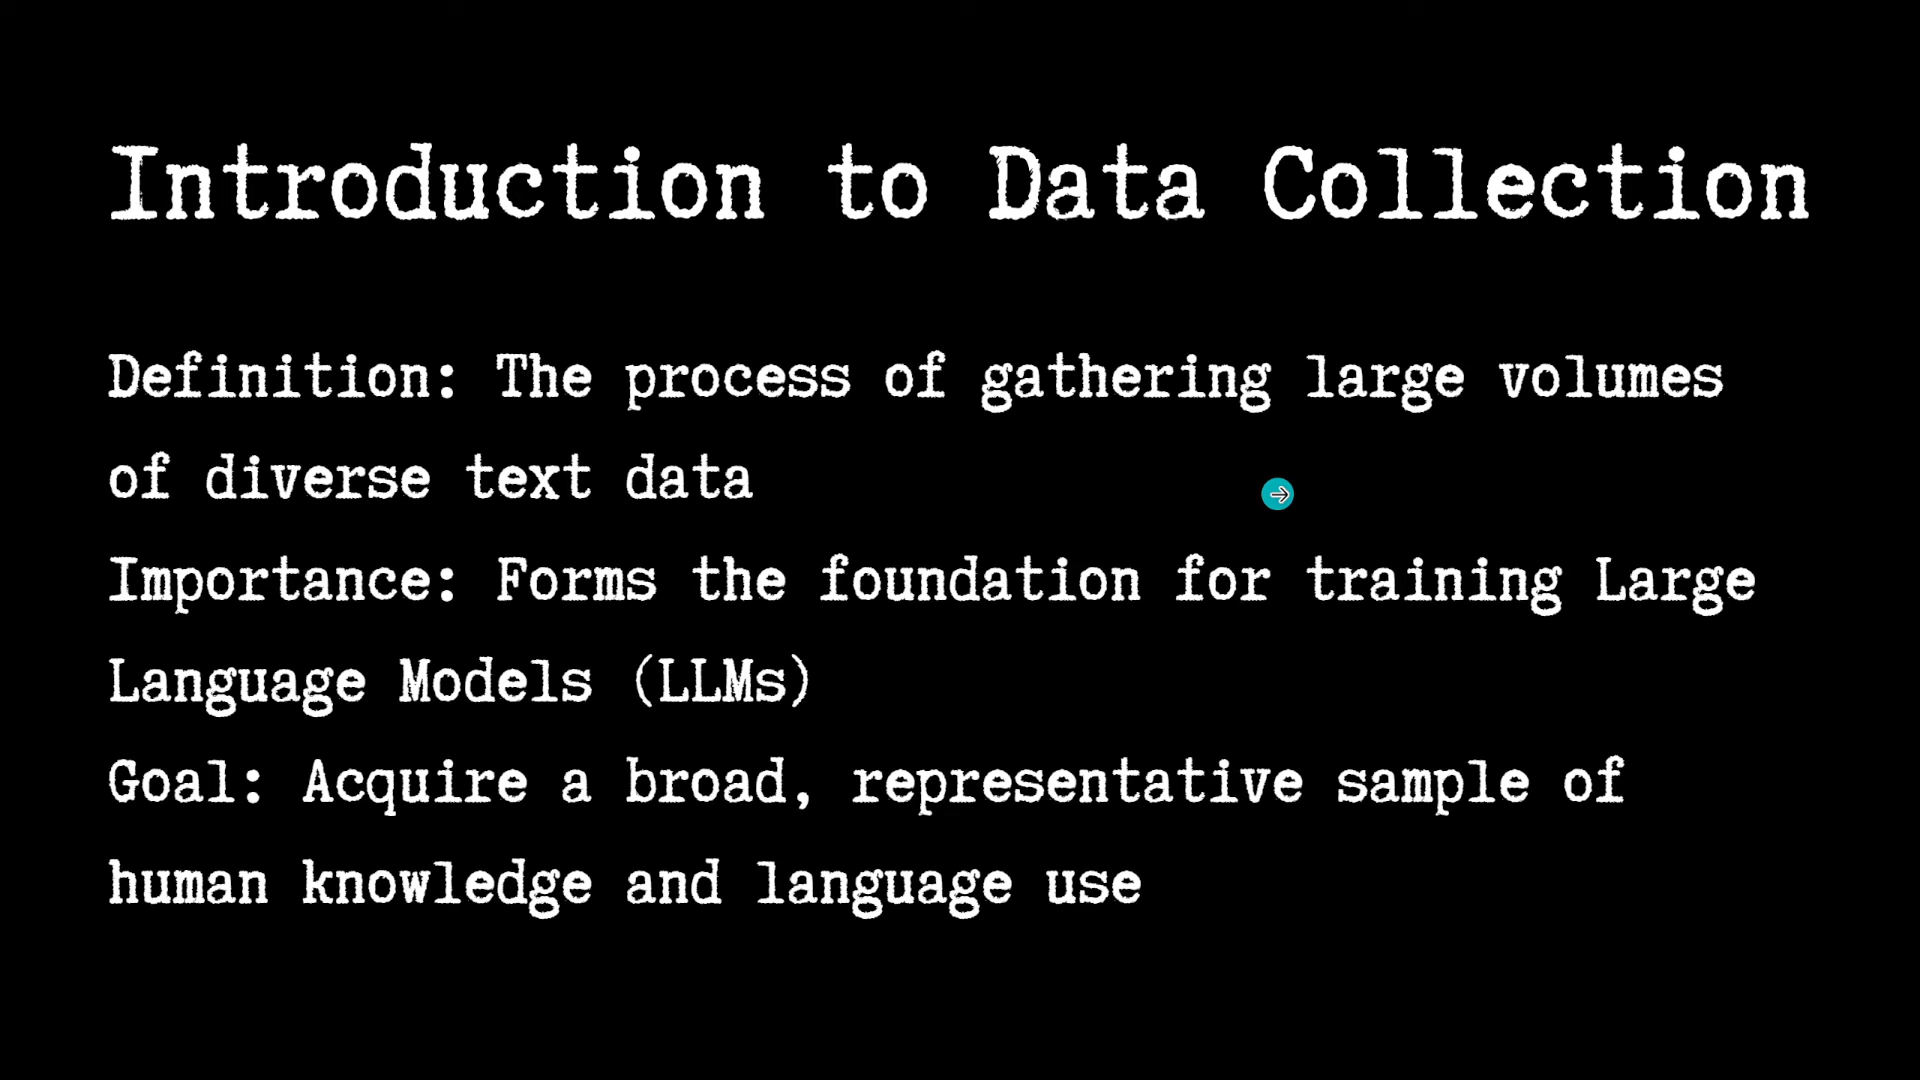 Introduction to Data Collection
Definition: The process of gathering large volumes
of diverse text data
Importance: Forms the foundation for training Large
Language Models (LLMs)
Goal: Acquire a broad, representative sample of
human knowledge and language use